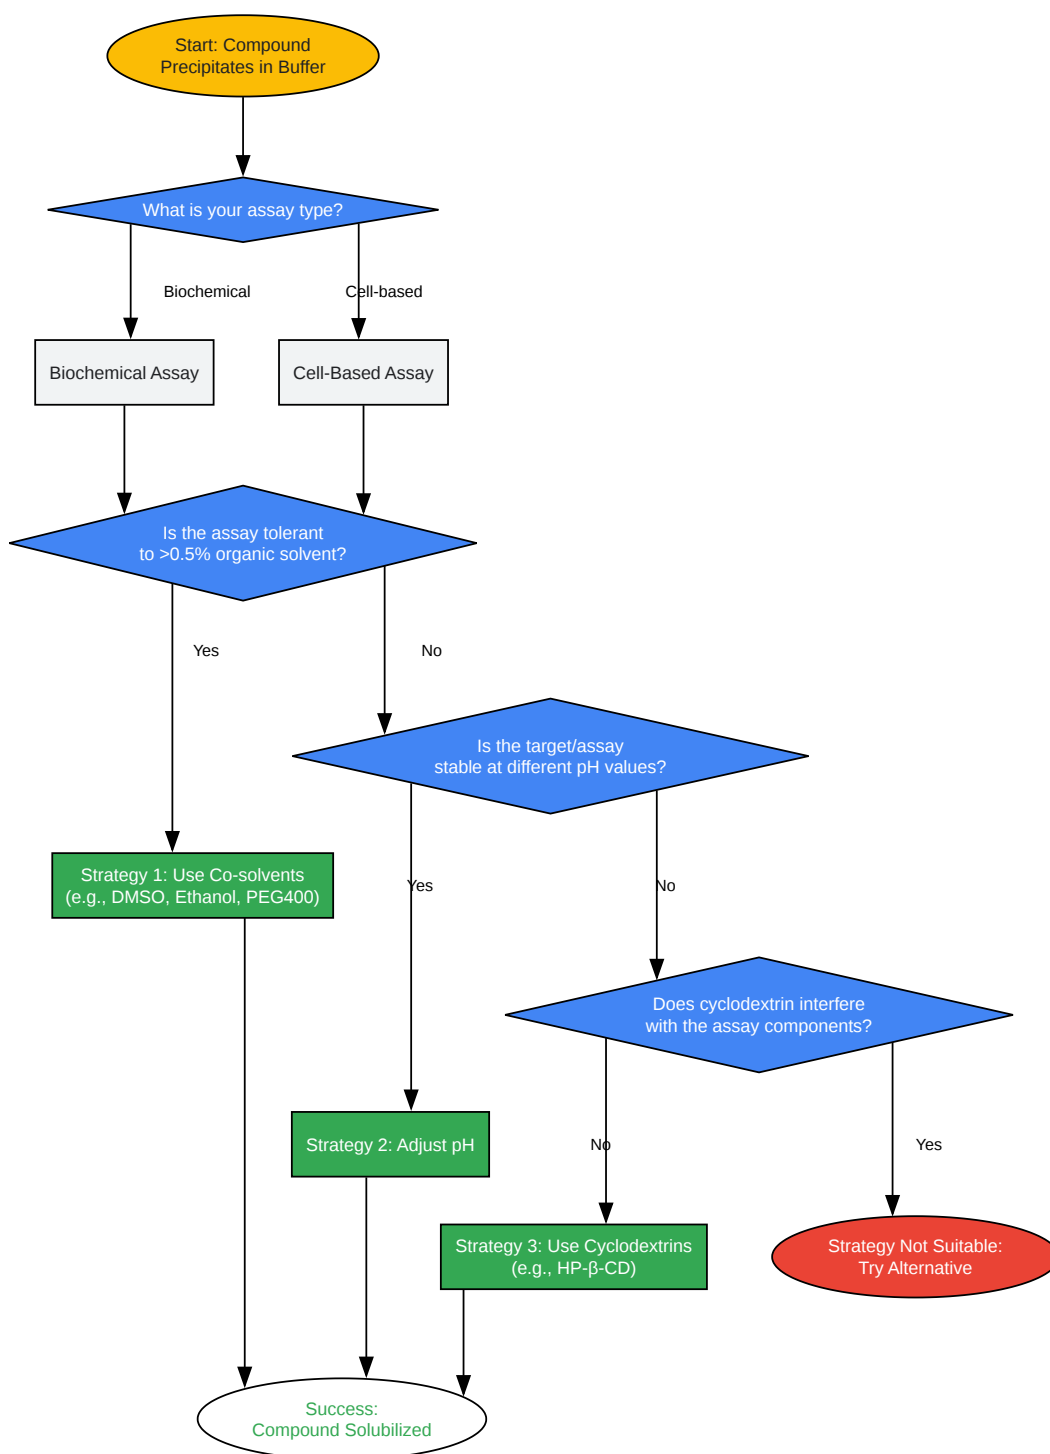 Start: Compound
Precipitates in Buffer
What is your assay type?
Biochemical
Cell-based
Biochemical Assay
Cell-Based Assay
Is the assay tolerant
to >0.5% organic solvent?
Yes
No
Is the target/assay
stable at different pH values?
Strategy 1: Use Co-solvents
(e.g., DMSO, Ethanol, PEG400)
Yes
No
Does cyclodextrin interfere
with the assay components?
Strategy 2: Adjust pH
No
Yes
Strategy 3: Use Cyclodextrins
(e.g., HP-β-CD)
Strategy Not Suitable:
Try Alternative
Success:
Compound Solubilized